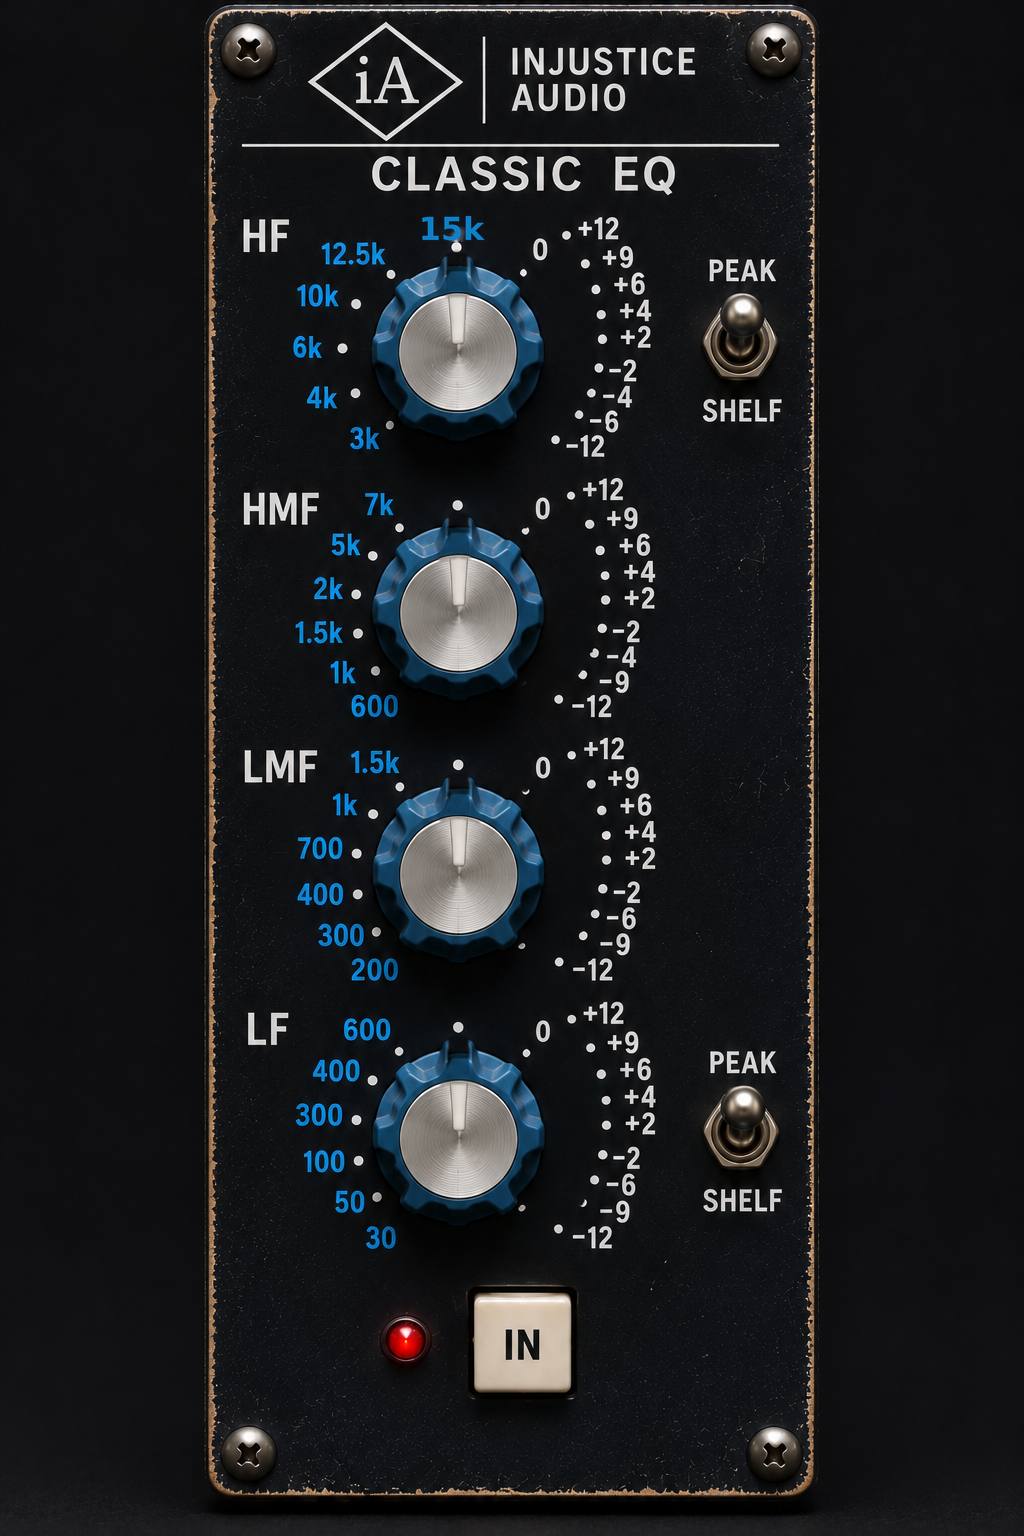 iA
INJUSTICE
AUDIO
CLASSIC EQ
HF
15k
12.5k
10k
6k
4k
3k
0
+12
+9
+6
+4
+2
-2
-4
-6
-12
PEAK
SHELF
HMF
7k
5k
2k
1.5k
1k
600
0
+12
+9
+6
+4
+2
-2
-4
-9
-12
LMF
1.5k
1k
700
400
300
200
0
+12
+9
+6
+4
+2
-2
-6
-9
-12
LF
600
400
300
100
50
30
0
+12
+9
+6
+4
+2
-2
-6
-9
-12
PEAK
SHELF
IN